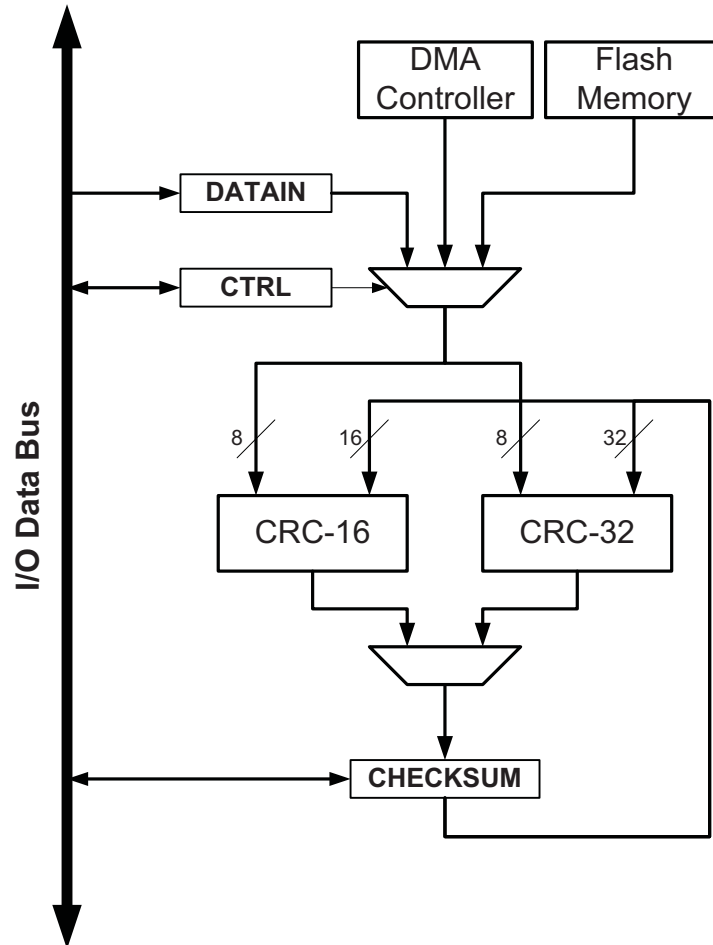 DMA
Controller
Flash
Memory
DATAIN
CTRL
I/O Data Bus
8
16
8
32
CRC-16
CRC-32
CHECKSUM